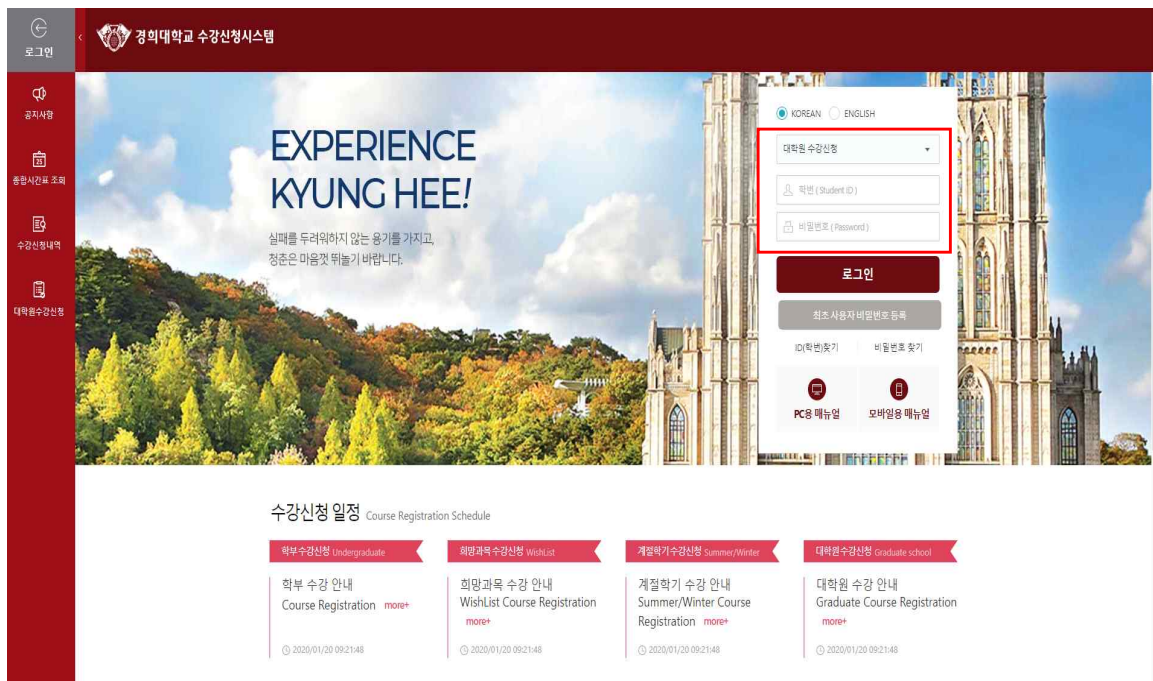 로그인
경희대학교 수강신청시스템
공지사항
25
종합시간표 조회
수강신청내역
대학원수강신청
EXPERIENCE
KYUNG HEE!
실패를 두려워하지 않는 용기를 가지고,
청춘은 마음껏 뛰놀기 바랍니다.
KOREAN ENGLISH
대학원 수강신청
학번 ( Student ID )
비밀번호 ( Password )
로그인
최초 사용자 비밀번호 등록
ID(학번)찾기 비밀번호 찾기
PC용 매뉴얼 모바일용 매뉴얼
수강신청 일정 Course Registration Schedule
학부수강신청 Undergraduate
학부 수강 안내
Course Registration more+
2020/01/20 09:21:48
희망과목수강신청 WishList
희망과목 수강 안내
WishList Course Registration
more+
2020/01/20 09:21:48
계절학기수강신청 Summer/Winter
계절학기 수강 안내
Summer/Winter Course
Registration more+
2020/01/20 09:21:48
대학원수강신청 Graduate school
대학원 수강 안내
Graduate Course Registration
more+
2020/01/20 09:21:48